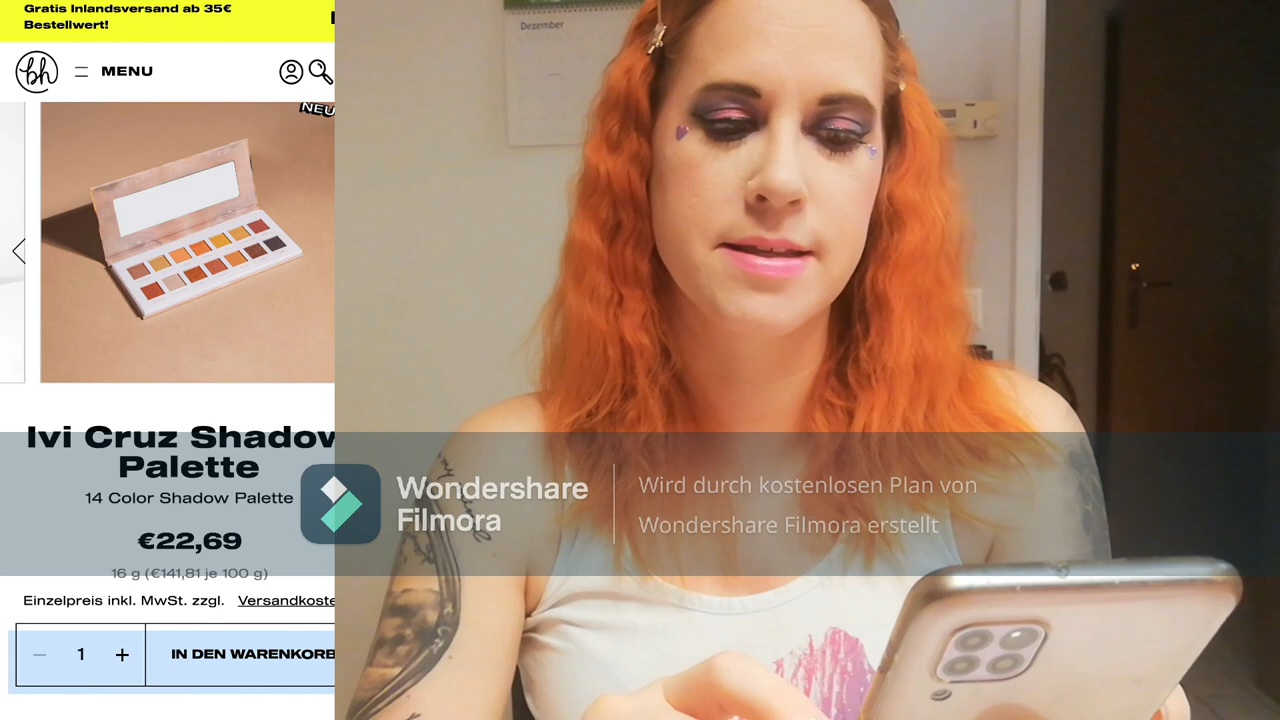 Gratis Inlandsversand ab 35€
Bestellwert!
bh
MENU
NEU
Ivi Cruz Shadow
Palette
14 Color Shadow Palette
€22,69
16 g (€141,81 je 100 g)
Einzelpreis inkl. MwSt. zzgl. Versandkoste
1
IN DEN WARENKORB
Dezember
Wondershare
Filmora
Wird durch kostenlosen Plan von
Wondershare Filmora erstellt